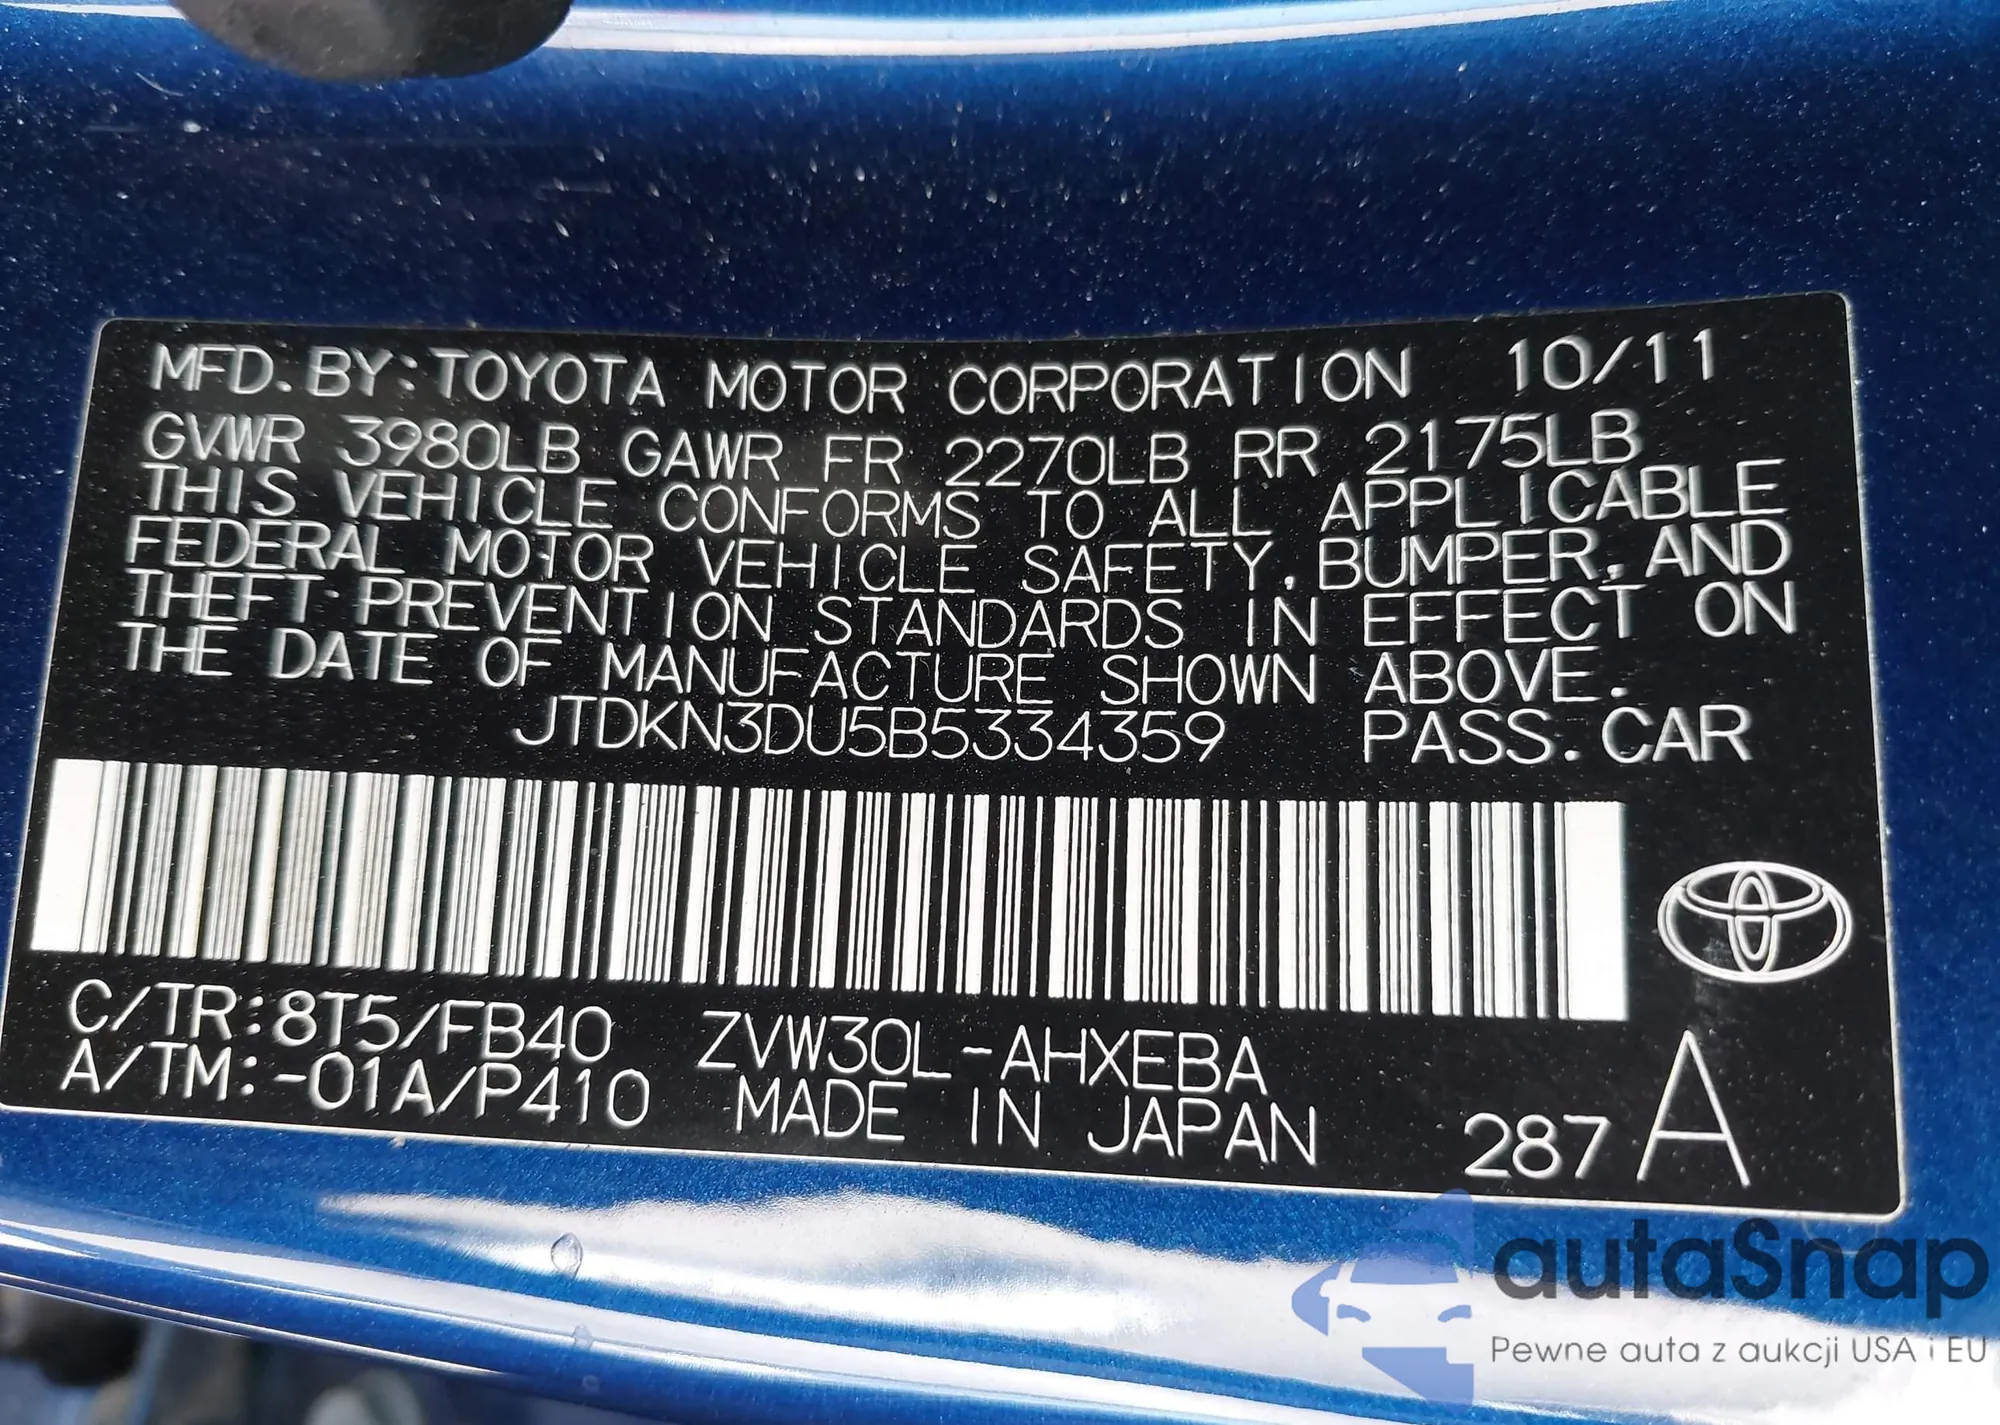 MFD. BY: TOYOTA MOTOR CORPORATION 10/11
GVWR 3980LB GAWR FR 2270LB RR 2175LB
THIS VEHICLE CONFORMS TO ALL APPLICABLE
FEDERAL MOTOR VEHICLE SAFETY, BUMPER, AND
THEFT PREVENTION STANDARDS IN EFFECT ON
THE DATE OF MANUFACTURE SHOWN ABOVE.
JTDKN3DU5B5334359 PASS. CAR
C/TR: 8T5/FB40 ZVW30L-AHXEBA
A/TM: -01A/P410 MADE IN JAPAN 287 A
autaSnap
Pewne auta z aukcji USA i EU